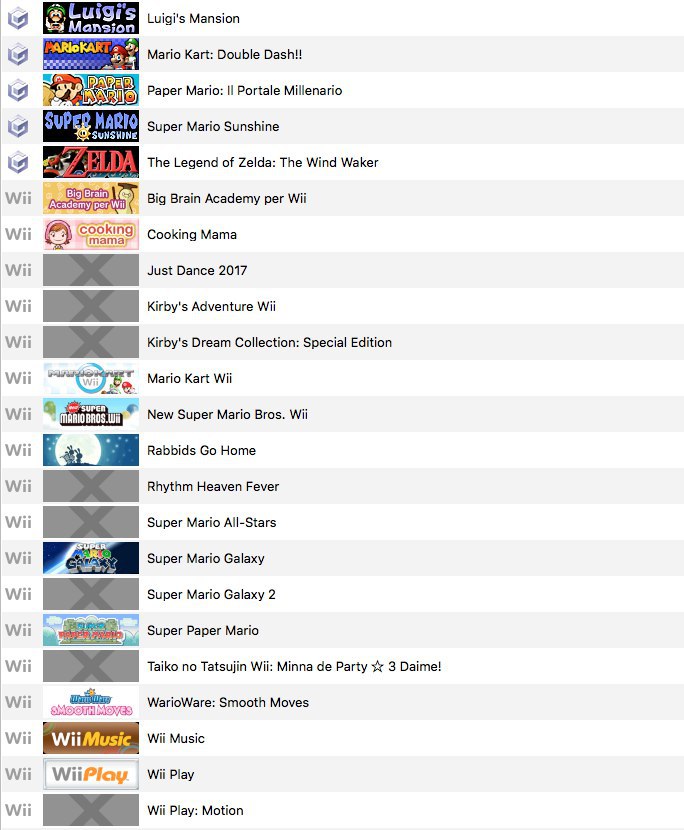 LUIGI'S MANSION Luigi's Mansion
MARIOKART Mario Kart: Double Dash!!
PAPER MARIO Paper Mario: Il Portale Millenario
SUPER MARIO SUNSHINE Super Mario Sunshine
ZELDA The Legend of Zelda: The Wind Waker
Wii Big Brain Academy per Wii Big Brain Academy per Wii
Wii cooking mama Cooking Mama
Wii Just Dance 2017
Wii Kirby's Adventure Wii
Wii Kirby's Dream Collection: Special Edition
Wii MARIOKART Wii Mario Kart Wii
Wii NEW SUPER MARIO BROS. Wii New Super Mario Bros. Wii
Wii Rabbids Go Home
Wii Rhythm Heaven Fever
Wii Super Mario All-Stars
Wii SUPER MARIO GALAXY Super Mario Galaxy
Wii Super Mario Galaxy 2
Wii SUPER PAPER MARIO Super Paper Mario
Wii Taiko no Tatsujin Wii: Minna de Party ☆ 3 Daime!
Wii WarioWare SMOOTH MOVES WarioWare: Smooth Moves
Wii Wii Music Wii Music
Wii Wii Play Wii Play
Wii Wii Play: Motion